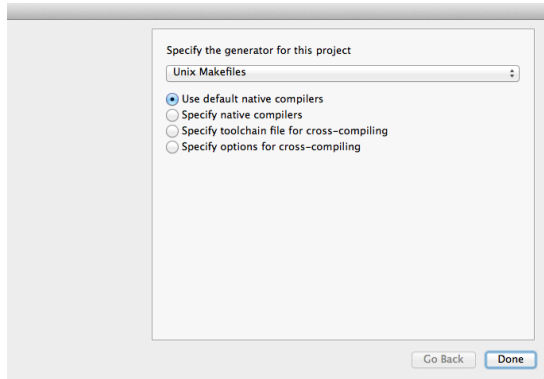 Specify the generator for this project
Unix Makefiles
Use default native compilers
Specify native compilers
Specify toolchain file for cross-compiling
Specify options for cross-compiling
Go Back
Done